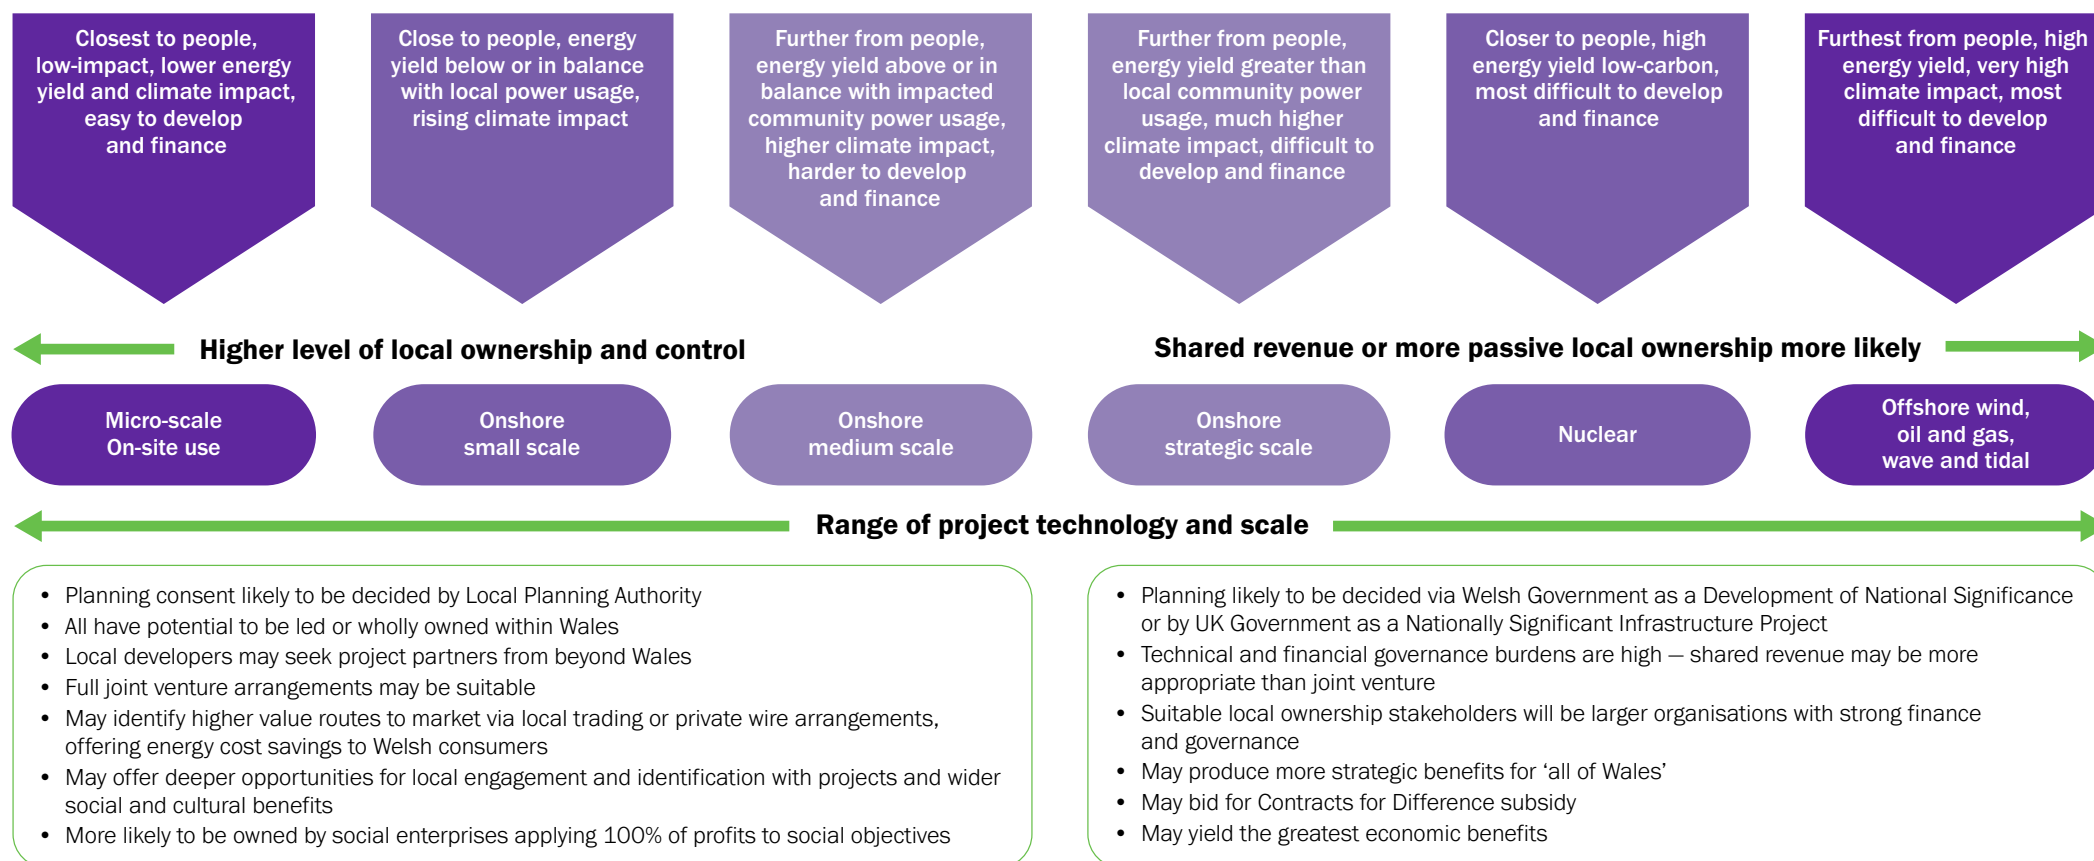 Closest to people,
low-impact, lower energy
yield and climate impact,
easy to develop
and finance
Close to people, energy
yield below or in balance
with local power usage,
rising climate impact
Further from people,
energy yield above or in
balance with impacted
community power usage,
higher climate impact,
harder to develop
and finance
Further from people,
energy yield greater than
local community power
usage, much higher
climate impact, difficult to
develop and finance
Closer to people, high
energy yield low-carbon,
most difficult to develop
and finance
Furthest from people, high
energy yield, very high
climate impact, most
difficult to develop
and finance
Higher level of local ownership and control
Shared revenue or more passive local ownership more likely
Micro-scale
On-site use
Onshore
small scale
Onshore
medium scale
Onshore
strategic scale
Nuclear
Offshore wind,
oil and gas,
wave and tidal
Range of project technology and scale
• Planning consent likely to be decided by Local Planning Authority
• All have potential to be led or wholly owned within Wales
• Local developers may seek project partners from beyond Wales
• Full joint venture arrangements may be suitable
• May identify higher value routes to market via local trading or private wire arrangements,
offering energy cost savings to Welsh consumers
• May offer deeper opportunities for local engagement and identification with projects and wider
social and cultural benefits
• More likely to be owned by social enterprises applying 100% of profits to social objectives
• Planning likely to be decided via Welsh Government as a Development of National Significance
or by UK Government as a Nationally Significant Infrastructure Project
• Technical and financial governance burdens are high — shared revenue may be more
appropriate than joint venture
• Suitable local ownership stakeholders will be larger organisations with strong finance
and governance
• May produce more strategic benefits for ‘all of Wales’
• May bid for Contracts for Difference subsidy
• May yield the greatest economic benefits